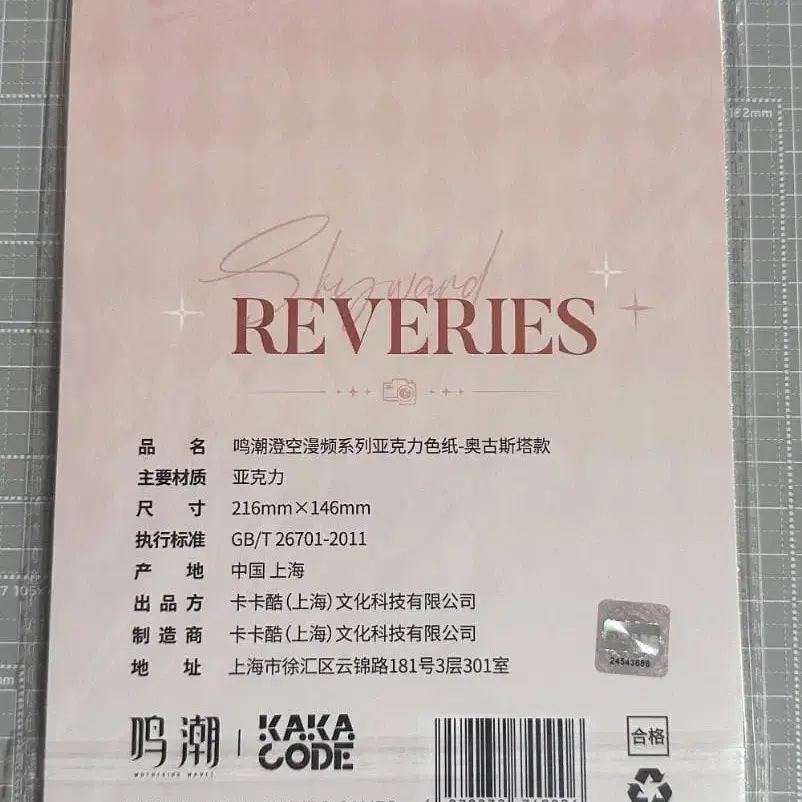 Skyward
REVERIES
品 名 鸣潮澄空漫频系列亚克力色纸-奥古斯塔款
主要材质 亚克力
尺 寸 216mm×146mm
执行标准 GB/T 26701-2011
产 地 中国 上海
出 品 方 卡卡酷(上海)文化科技有限公司
制 造 商 卡卡酷(上海)文化科技有限公司
地 址 上海市徐汇区云锦路181号3层301室
24543686
鸣潮
WUTHERING WAVES
KAKA
CODE
合格